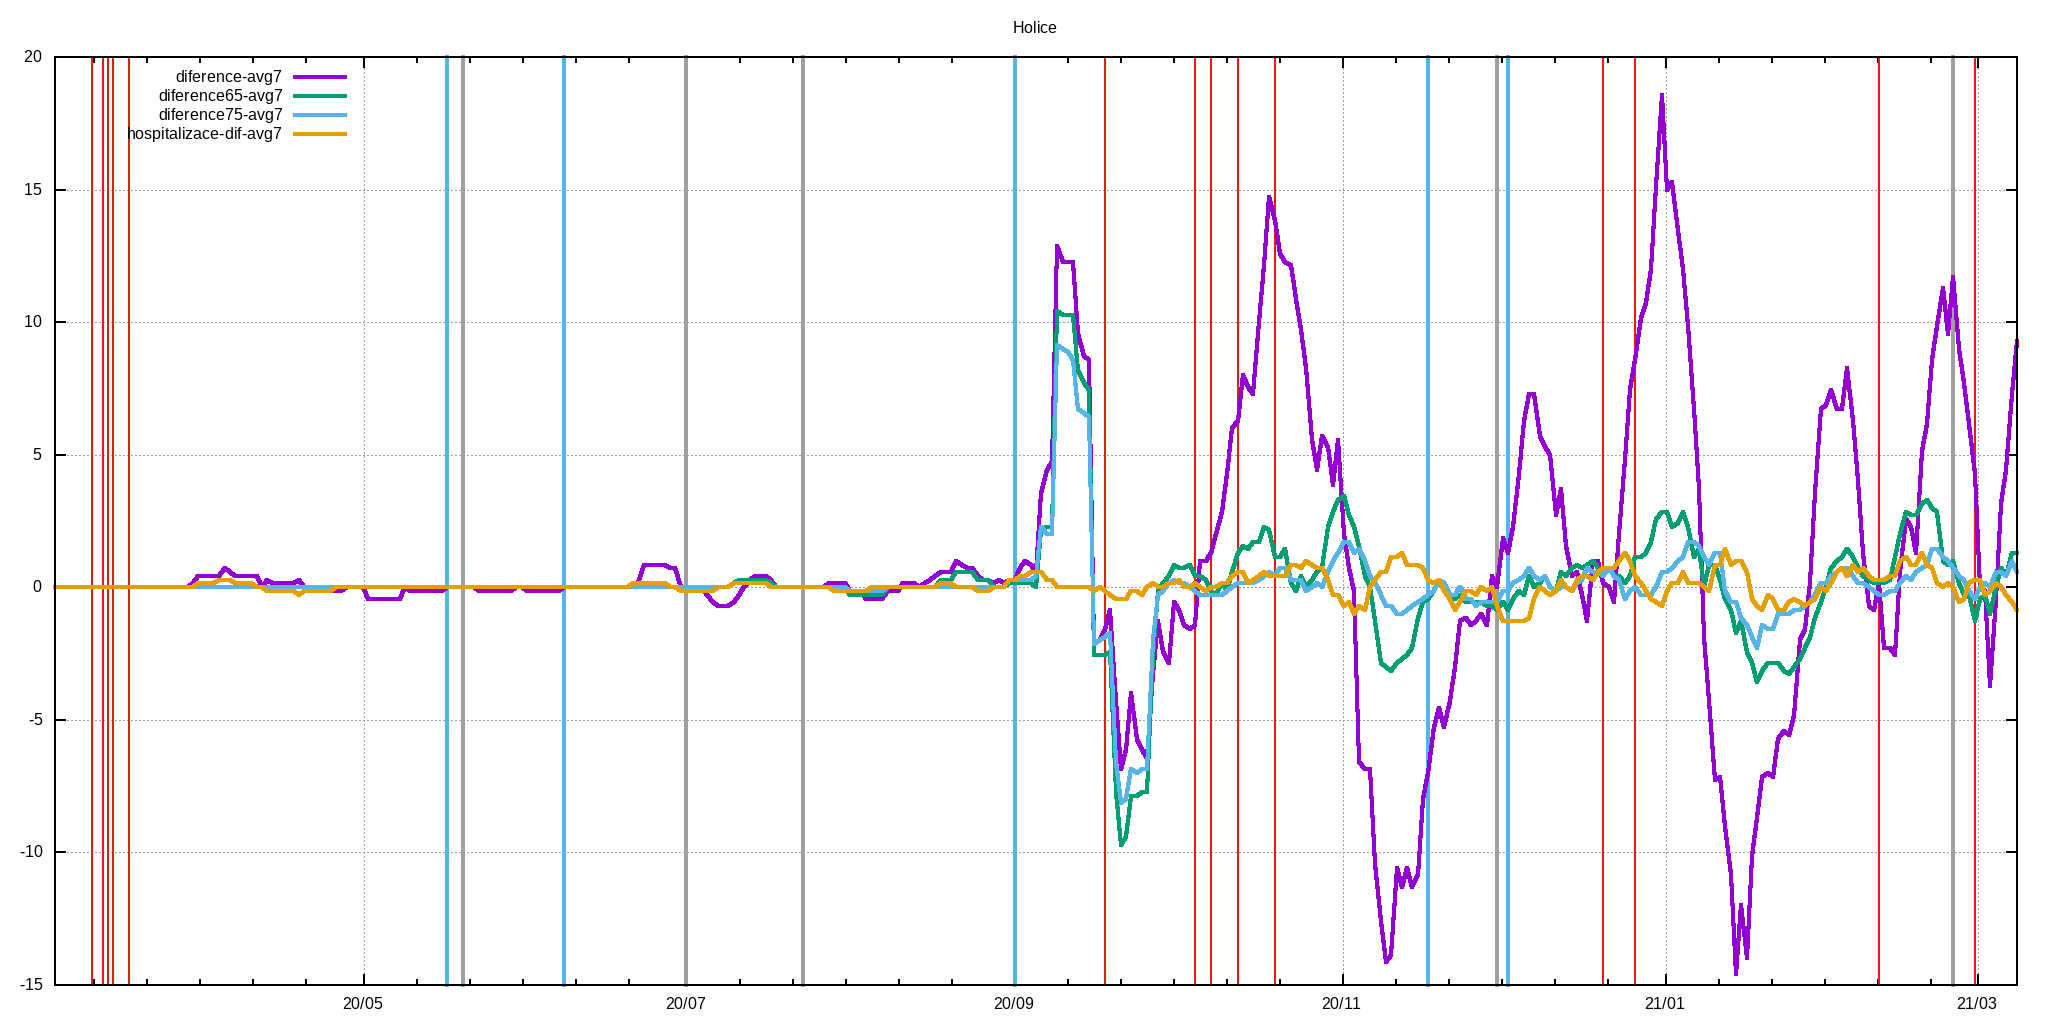 Holice
20
diference-avg7
diference65-avg7
diference75-avg7
hospitalizace-dif-avg7
15
10
5
0
-5
-10
-15
20/05 20/07 20/09 20/11 21/01 21/03